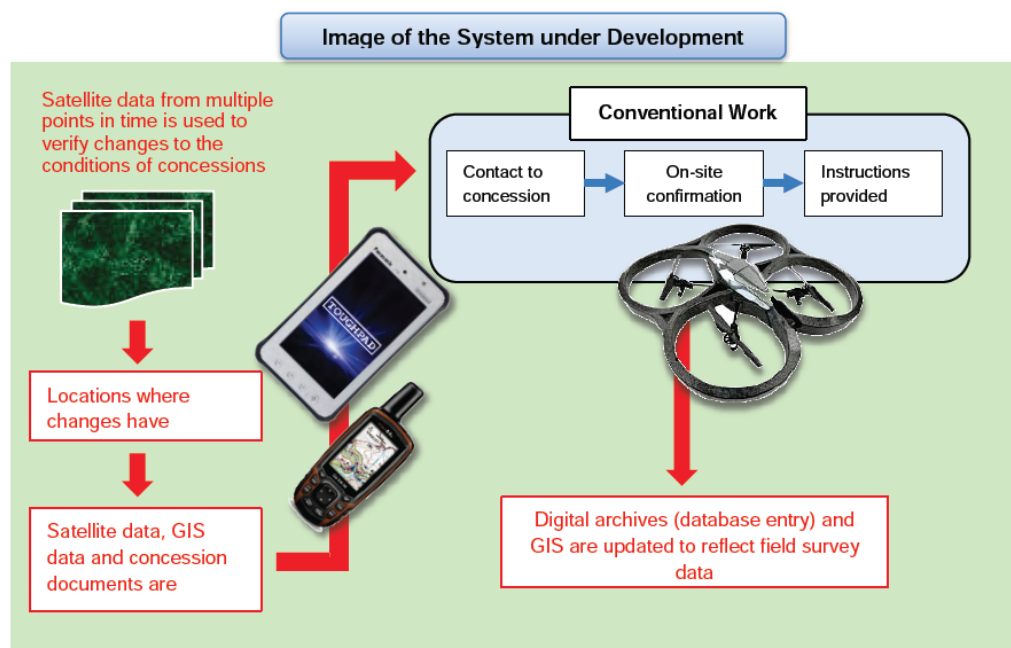 Image of the System under Development
Satellite data from multiple
points in time is used to
verify changes to the
conditions of concessions
Conventional Work
Contact to
concession
On-site
confirmation
Instructions
provided
TOUGHPAD
Locations where
changes have
Satellite data, GIS
data and concession
documents are
Digital archives (database entry) and
GIS are updated to reflect field survey
data